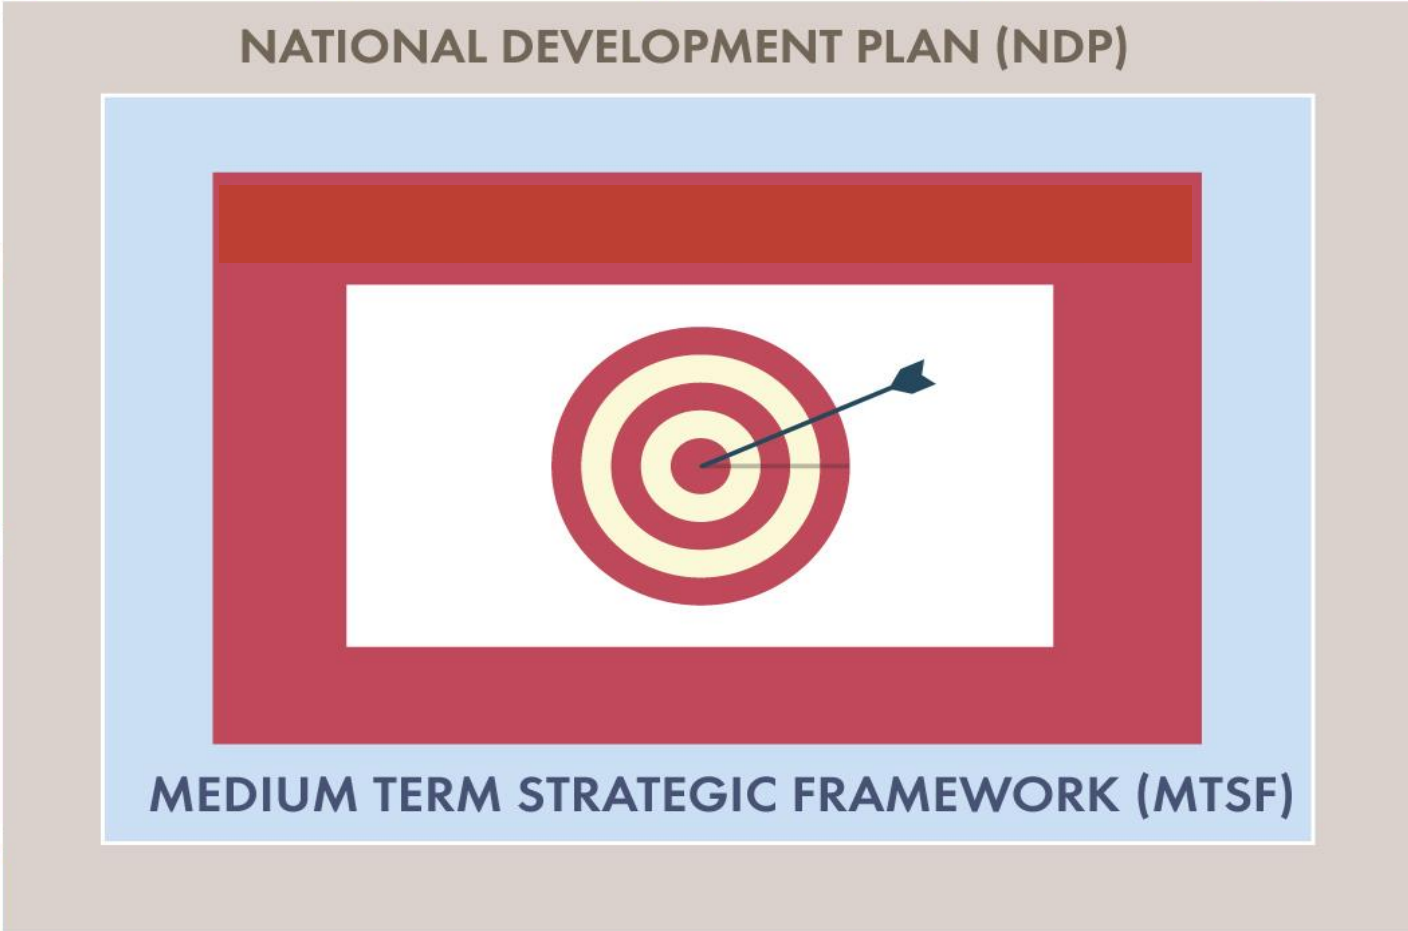 NATIONAL DEVELOPMENT PLAN (NDP)
MEDIUM TERM STRATEGIC FRAMEWORK (MTSF)